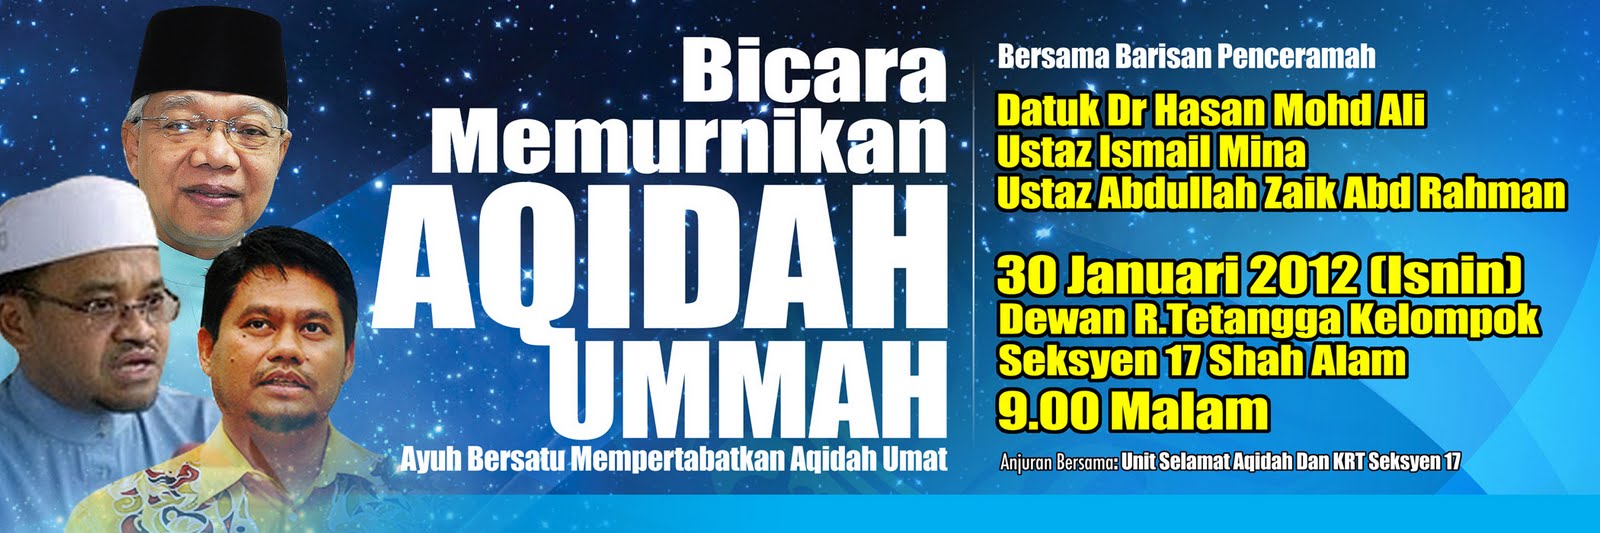 Bicara
Memurnikan
AQIDAH
UMMAH
Ayuh Bersatu Mempertabatkan Aqidah Umat
Bersama Barisan Penceramah
Datuk Dr Hasan Mohd Ali
Ustaz Ismail Mina
Ustaz Abdullah Zaik Abd Rahman
30 Januari 2012 (Isnin)
Dewan R.Tetangga Kelompok
Seksyen 17 Shah Alam
9.00 Malam
Anjuran Bersama: Unit Selamat Aqidah Dan KRT Seksyen 17